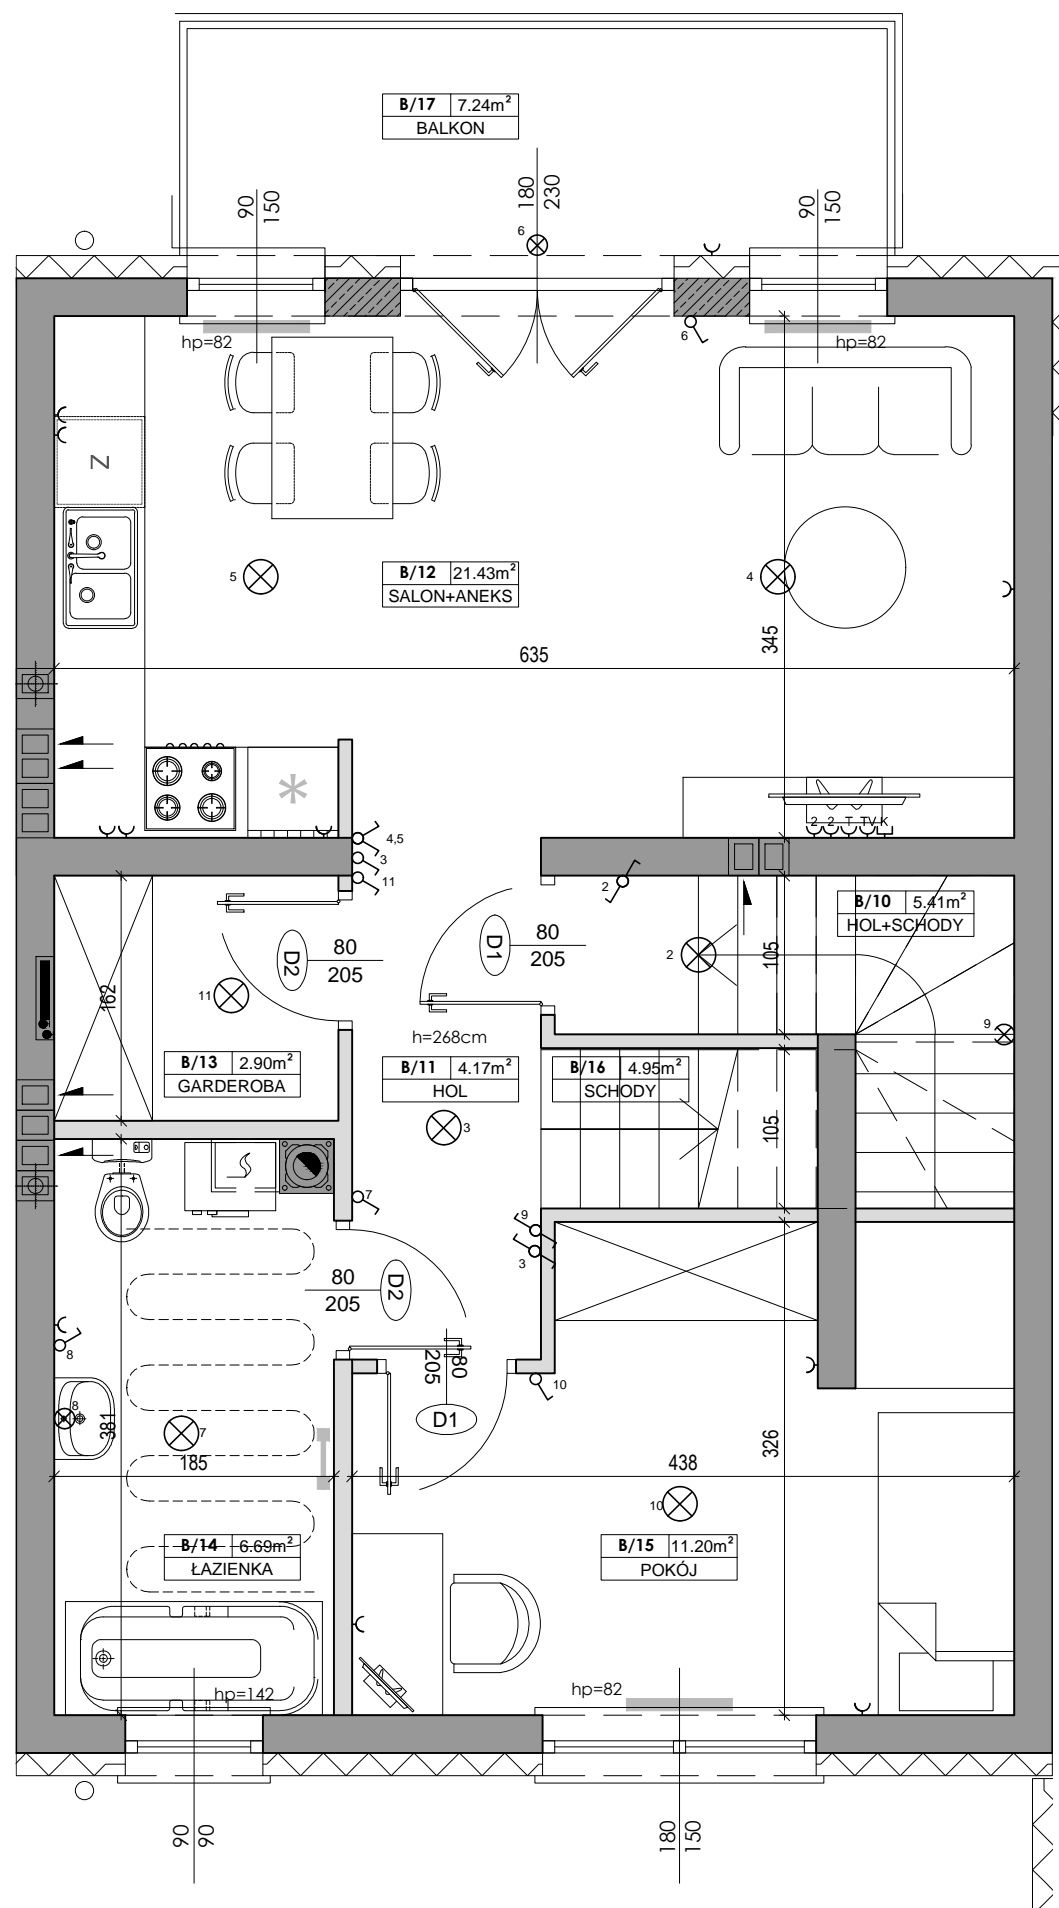 B/17 7.24m²
BALKON
90
150
180
230
90
150
6
hp=82
6
hp=82
Z
5
B/12 21.43m²
SALON+ANEKS
4
345
635
*
2 2 T TV K
4,5
3
11
2
B/10 5.41m²
HOL+SCHODY
D2
80
205
D1
80
205
2
105
162
11
h=268cm
9
B/13 2.90m²
GARDEROBA
B/11 4.17m²
HOL
B/16 4.95m²
SCHODY
3
105
7
9
3
80
205
D2
8
80
205
10
D1
8
381
7
185
438
326
10
B/14 6.69m²
ŁAZIENKA
B/15 11.20m²
POKÓJ
hp=142
hp=82
90
90
180
150